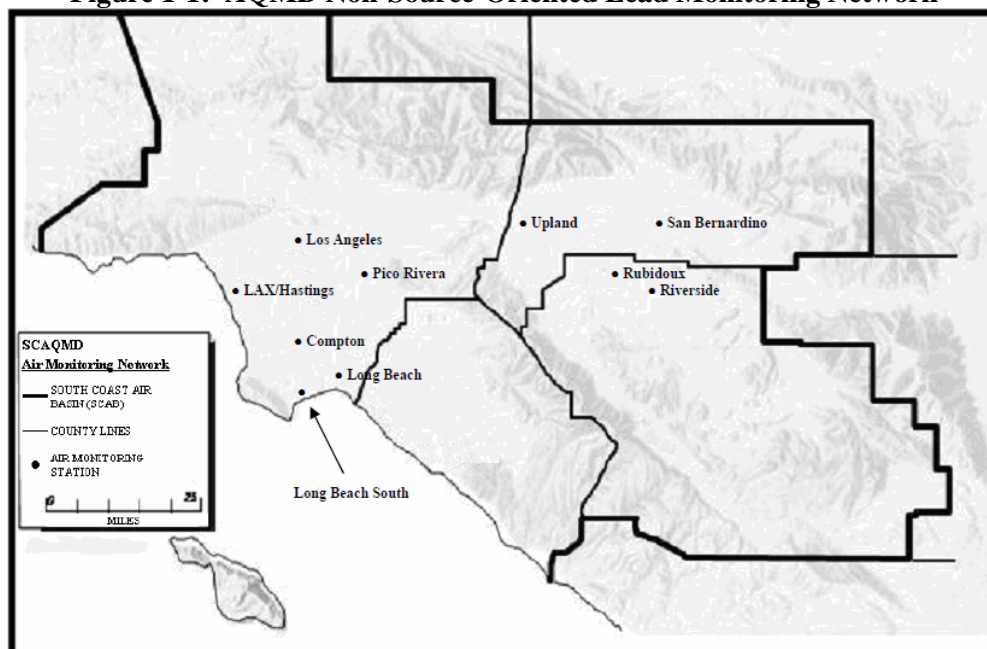 Figure 1-1. AQMD Non-Source-Oriented Lead Monitoring Network
Upland
San Bernardino
Los Angeles
Pico Rivera
Rubidoux
LAX/Hastings
Riverside
Compton
Long Beach
Long Beach South
SCAQMD
Air Monitoring Network
SOUTH COAST AIR
BASIN (SCAB)
COUNTY LINES
AIR MONITORING
STATION
0 25
MILES